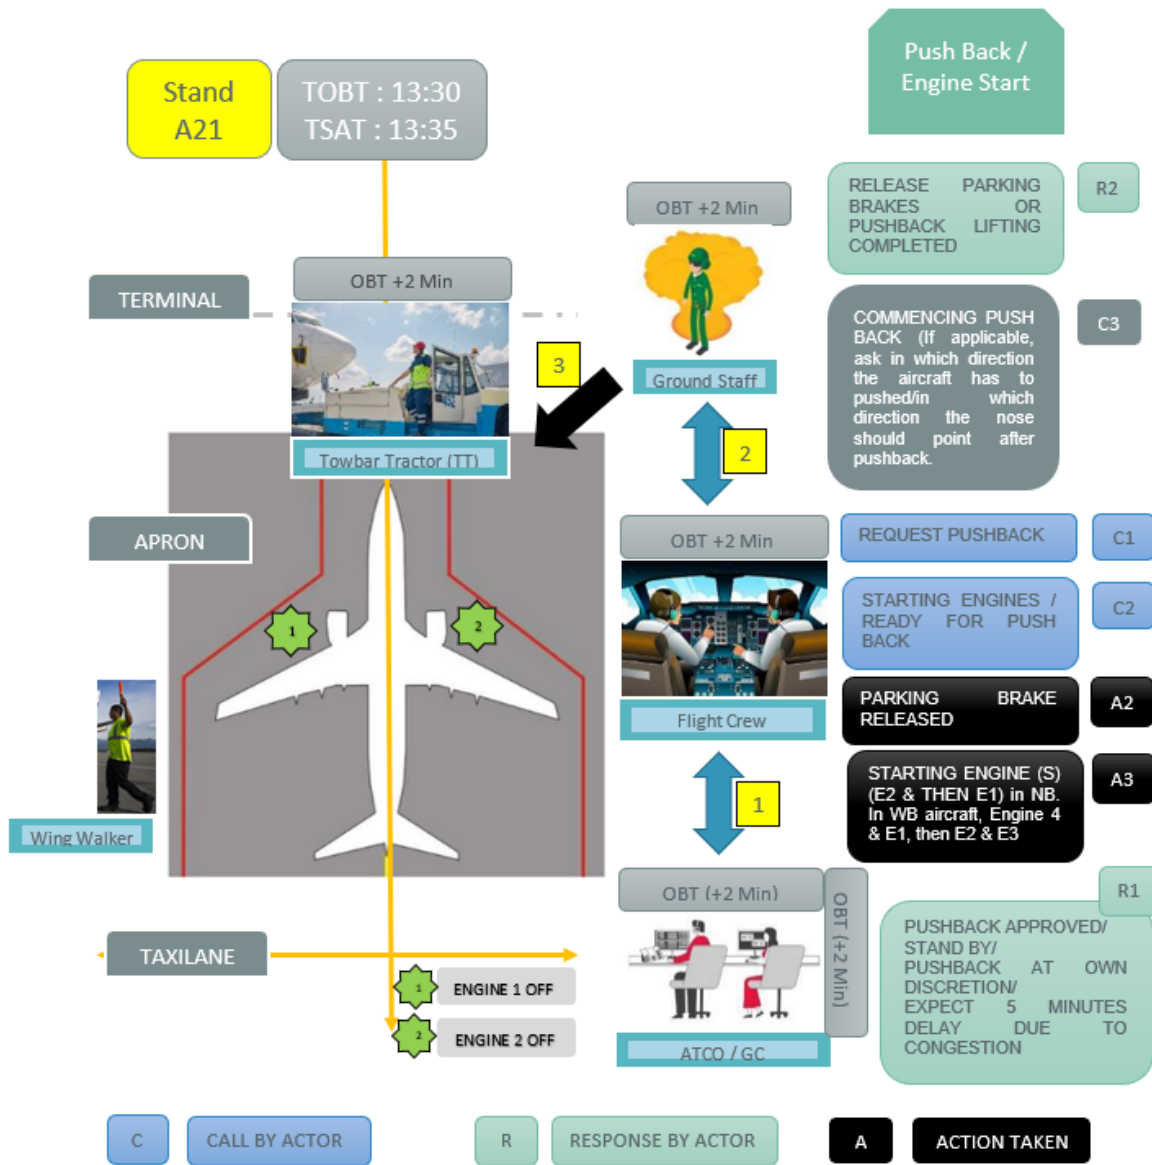 Stand
A21
TOBT : 13:30
TSAT : 13:35
Push Back /
Engine Start
OBT +2 Min
RELEASE PARKING
BRAKES OR
PUSHBACK LIFTING
COMPLETED
R2
OBT +2 Min
TERMINAL
3
Ground Staff
COMMENCING PUSH
BACK (If applicable,
ask in which direction
the aircraft has to
pushed/in which
direction the nose
should point after
pushback.
C3
Towbar Tractor (TT)
2
APRON
OBT +2 Min
REQUEST PUSHBACK
C1
STARTING ENGINES /
READY FOR PUSH
BACK
C2
1
2
Flight Crew
PARKING BRAKE
RELEASED
A2
STARTING ENGINE (S)
(E2 & THEN E1) in NB.
In WB aircraft, Engine 4
& E1, then E2 & E3
A3
1
Wing Walker
OBT (+2 Min)
OBT (+2 Min)
R1
PUSHBACK APPROVED/
STAND BY/
PUSHBACK AT OWN
DISCRETION/
EXPECT 5 MINUTES
DELAY DUE TO
CONGESTION
TAXILANE
1
ENGINE 1 OFF
2
ENGINE 2 OFF
ATCO / GC
C
CALL BY ACTOR
R
RESPONSE BY ACTOR
A
ACTION TAKEN